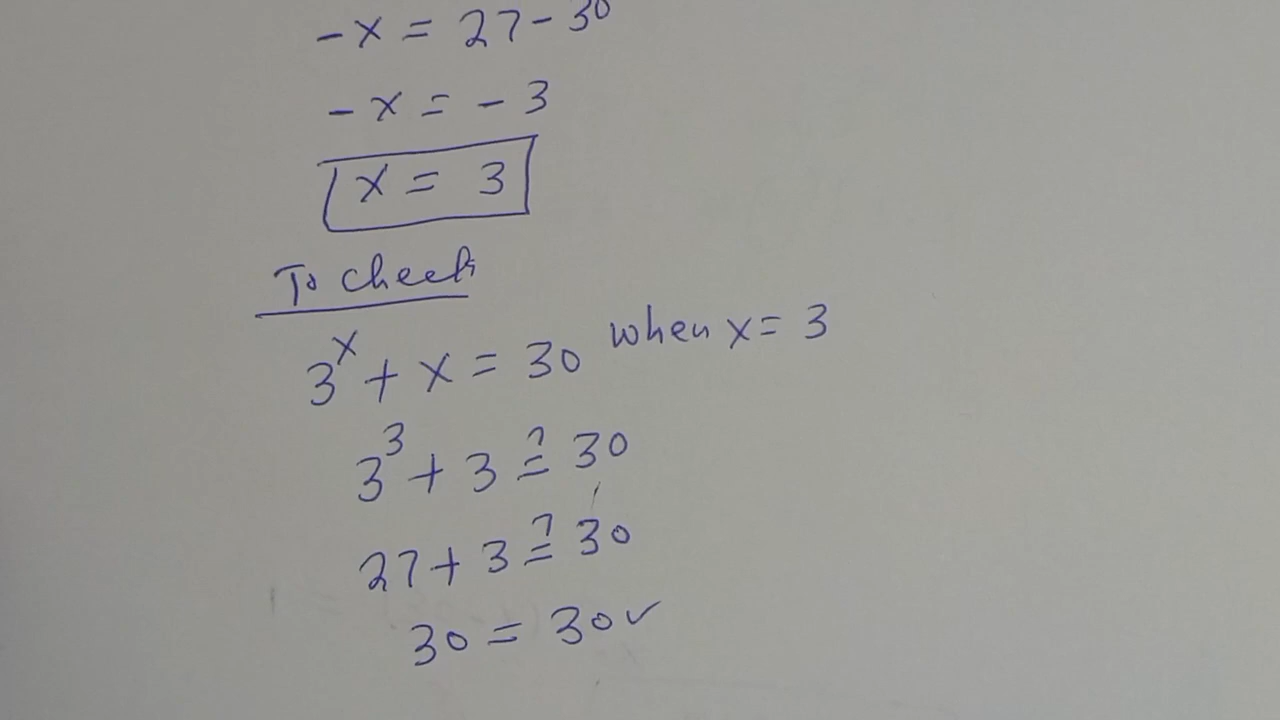 -x = 27-30
-x = -3
x = 3
To check
3^x + x = 30 when x = 3
3^3 + 3 ≟ 30
27 + 3 ≟ 30
30 = 30 ✓